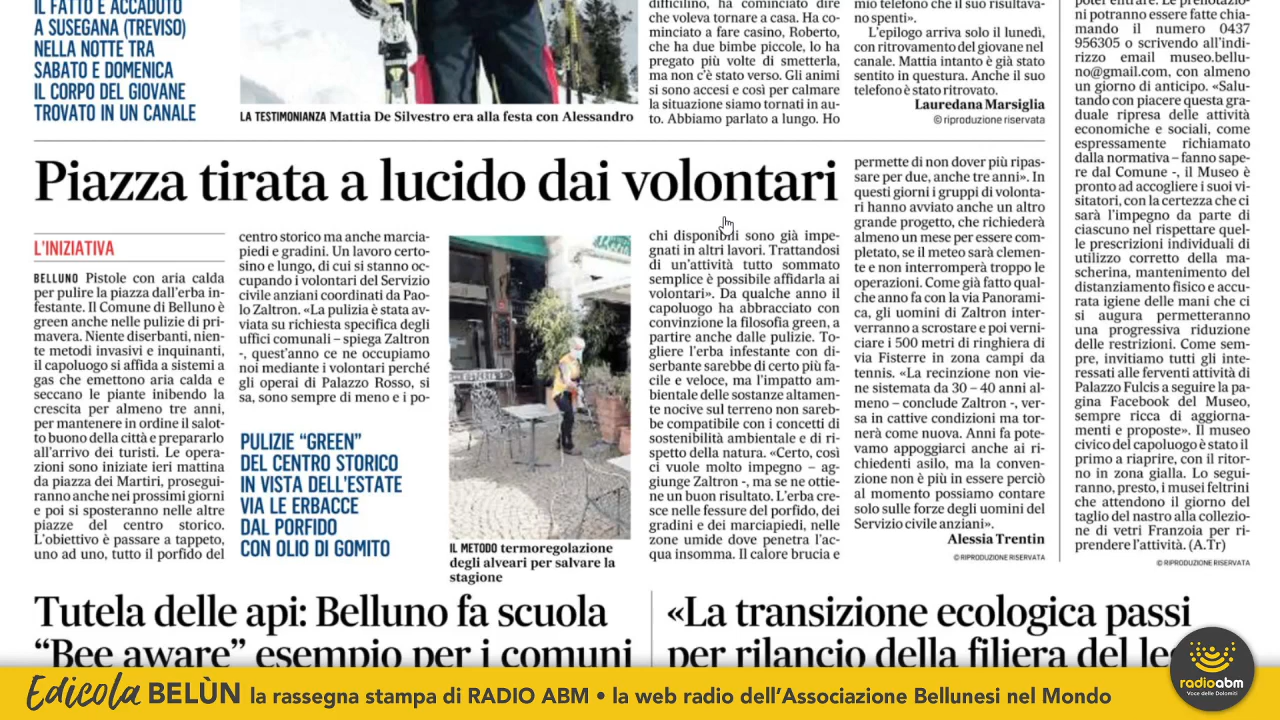 IL FATTO È ACCADUTO
A SUSEGANA (TREVISO)
NELLA NOTTE TRA
SABATO E DOMENICA
IL CORPO DEL GIOVANE
TROVATO IN UN CANALE
LA TESTIMONIANZA Mattia De Silvestro era alla festa con Alessandro
difficilino, ha cominciato dire
che voleva tornare a casa. Ha co-
minciato a fare casino, Roberto,
che ha due bimbe piccole, lo ha
pregato più volte di smetterla,
ma non c'è stato verso. Gli animi
si sono accesi e così per calmare
la situazione siamo tornati in au-
to. Abbiamo parlato a lungo. Ho
mio telefono che il suo risultava-
no spenti».
L'epilogo arriva solo il lunedì,
con ritrovamento del giovane nel
canale. Mattia intanto è già stato
sentito in questura. Anche il suo
telefono è stato ritrovato.
Lauredana Marsiglia
© riproduzione riservata
Piazza tirata a lucido dai volontari
L'INIZIATIVA
BELLUNO Pistole con aria calda
per pulire la piazza dall'erba in-
festante. Il Comune di Belluno è
green anche nelle pulizie di pri-
mavera. Niente diserbanti, nien-
te metodi invasivi e inquinanti,
il capoluogo si affida a sistemi a
gas che emettono aria calda e
seccano le piante inibendo la
crescita per almeno tre anni,
per mantenere in ordine il salot-
to buono della città e prepararlo
all'arrivo dei turisti. Le opera-
zioni sono iniziate ieri mattina
da piazza dei Martiri, prosegui-
ranno anche nei prossimi giorni
e poi si sposteranno nelle altre
piazze del centro storico.
L'obiettivo è passare a tappeto,
uno ad uno, tutto il porfido del
centro storico ma anche marcia-
piedi e gradini. Un lavoro certo-
sino e lungo, di cui si stanno oc-
cupando i volontari del Servizio
civile anziani coordinati da Pao-
lo Zaltron. «La pulizia è stata av-
viata su richiesta specifica degli
uffici comunali – spiega Zaltron
-, quest'anno ce ne occupiamo
noi mediante i volontari perché
gli operai di Palazzo Rosso, si
sa, sono sempre di meno e i po-
PULIZIE “GREEN”
DEL CENTRO STORICO
IN VISTA DELL'ESTATE
VIA LE ERBACCE
DAL PORFIDO
CON OLIO DI GOMITO
IL METODO termoregolazione
degli alveari per salvare la
stagione
chi disponibili sono già impe-
gnati in altri lavori. Trattandosi
di un'attività tutto sommato
semplice è possibile affidarla ai
volontari». Da qualche anno il
capoluogo ha abbracciato con
convinzione la filosofia green, a
partire anche dalle pulizie. To-
gliere l'erba infestante con di-
serbante sarebbe di certo più fa-
cile e veloce, ma l'impatto am-
bientale delle sostanze altamen-
te nocive sul terreno non sareb-
be compatibile con i concetti di
sostenibilità ambientale e di ri-
spetto della natura. «Certo, così
ci vuole molto impegno – ag-
giunge Zaltron -, ma se ne ottie-
ne un buon risultato. L'erba cre-
sce nelle fessure del porfido, dei
gradini e dei marciapiedi, nelle
zone umide dove penetra l'ac-
qua insomma. Il calore brucia e
permette di non dover più ripas-
sare per due, anche tre anni». In
questi giorni i gruppi di volonta-
ri hanno avviato anche un altro
grande progetto, che richiederà
almeno un mese per essere com-
pletato, se il meteo sarà clemen-
te e non interromperà troppo le
operazioni. Come già fatto qual-
che anno fa con la via Panorami-
ca, gli uomini di Zaltron inter-
verranno a scrostare e poi verni-
ciare i 500 metri di ringhiera di
via Fisterre in zona campi da
tennis. «La recinzione non vie-
ne sistemata da 30 – 40 anni al-
meno – conclude Zaltron -, ver-
sa in cattive condizioni ma tor-
nerà come nuova. Anni fa pote-
vamo appoggiarci anche ai ri-
chiedenti asilo, ma la conven-
zione non è più in essere perciò
al momento possiamo contare
solo sulle forze degli uomini del
Servizio civile anziani».
Alessia Trentin
© RIPRODUZIONE RISERVATA
poter entrare. Le prenotazio-
ni potranno essere fatte chia-
mando il numero 0437
956305 o scrivendo all'indi-
rizzo email museo.bellu-
no@gmail.com, con almeno
un giorno di anticipo. «Salu-
tando con piacere questa gra-
duale ripresa delle attività
economiche e sociali, come
espressamente richiamato
dalla normativa – fanno sape-
re dal Comune -, il Museo è
pronto ad accogliere i suoi vi-
sitatori, con la certezza che ci
sarà l'impegno da parte di
ciascuno nel rispettare quel-
le prescrizioni individuali di
utilizzo corretto della ma-
scherina, mantenimento del
distanziamento fisico e accu-
rata igiene delle mani che ci
si augura permetteranno
una progressiva riduzione
delle restrizioni. Come sem-
pre, invitiamo tutti gli inte-
ressati alle ferventi attività di
Palazzo Fulcis a seguire la pa-
gina Facebook del Museo,
sempre ricca di aggiorna-
menti e proposte». Il museo
civico del capoluogo è stato il
primo a riaprire, con il ritor-
no in zona gialla. Lo segui-
ranno, presto, i musei feltrini
che attendono il giorno del
taglio del nastro alla collezio-
ne di vetri Franzoia per ri-
prendere l'attività. (A.Tr)
© RIPRODUZIONE RISERVATA
Tutela delle api: Belluno fa scuola
“Bee aware” esempio per i comuni
«La transizione ecologica passi
per rilancio della filiera del
Edicola BELÙN la rassegna stampa di RADIO ABM • la web radio dell'Associazione Bellunesi nel Mondo
radioabm
Voce delle Dolomiti